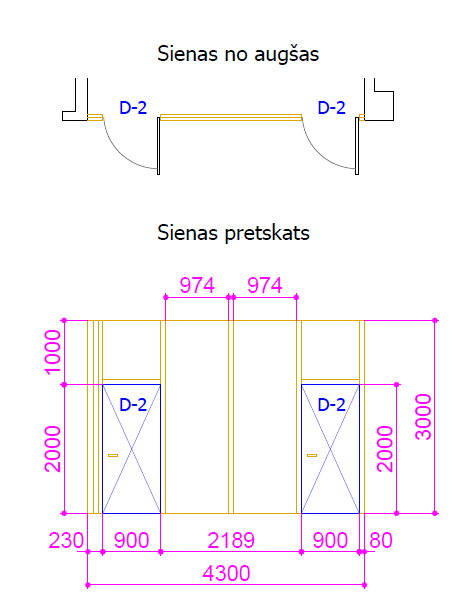 Sienas no augšas
D-2 D-2
Sienas pretskats
974 974
1000
D-2 D-2
3000
2000 2000
230 900 2189 900 80
4300